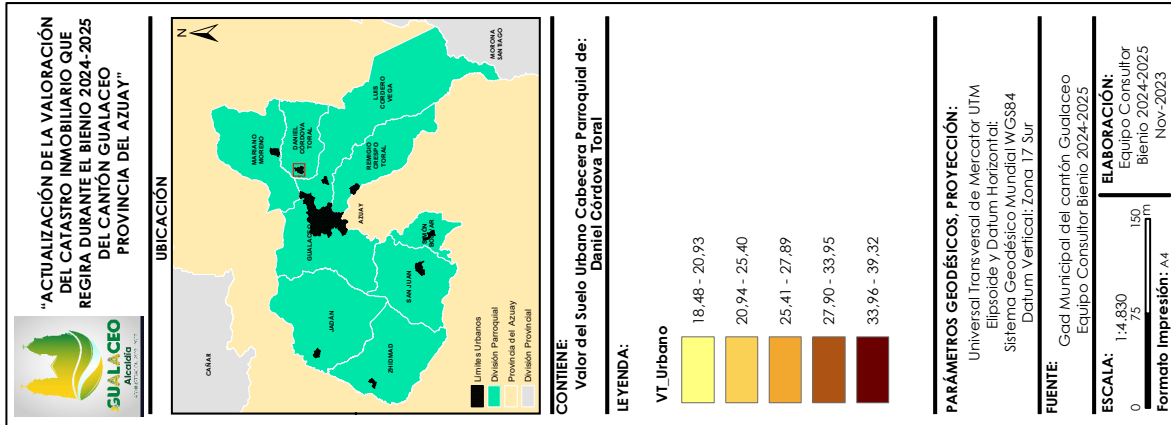 GUALACEO
Alcaldía
“ACTUALIZACIÓN DE LA VALORACIÓN
DEL CATASTRO INMOBILIARIO QUE
REGIRA DURANTE EL BIENIO 2024-2025
DEL CANTÓN GUALACEO
PROVINCIA DEL AZUAY”
UBICACIÓN
N
CAÑAR
MORONA
SANTIAGO
MARIANO
MORENO
DANIEL
CÓRDOVA
TORAL
LUIS
CORDERO
VEGA
REMIGIO
CRESPO
TORAL
GUALACEO
AZUAY
JADÁN
SAN JUAN
ZHIDMAD
Límites Urbanos
División Parroquial
Provincia del Azuay
División Provincial
CONTIENE:
Valor del Suelo Urbano Cabecera Parroquial de:
Daniel Córdova Toral
LEYENDA:
VT_Urbano
18,48 - 20,93
20,94 - 25,40
25,41 - 27,89
27,90 - 33,95
33,96 - 39,32
PARÁMETROS GEODÉSICOS, PROYECCIÓN:
Universal Transversal de Mercator UTM
Elipsoide y Datum Horizontal:
Sistema Geodésico Mundial WGS84
Datum Vertical: Zona 17 Sur
FUENTE:
Gad Municipal del cantón Gualaceo
Equipo Consultor Bienio 2024-2025
ESCALA:
1:4.830
0 75 150
m
Formato Impresión: A4
ELABORACIÓN:
Equipo Consultor
Bienio 2024-2025
Nov-2023